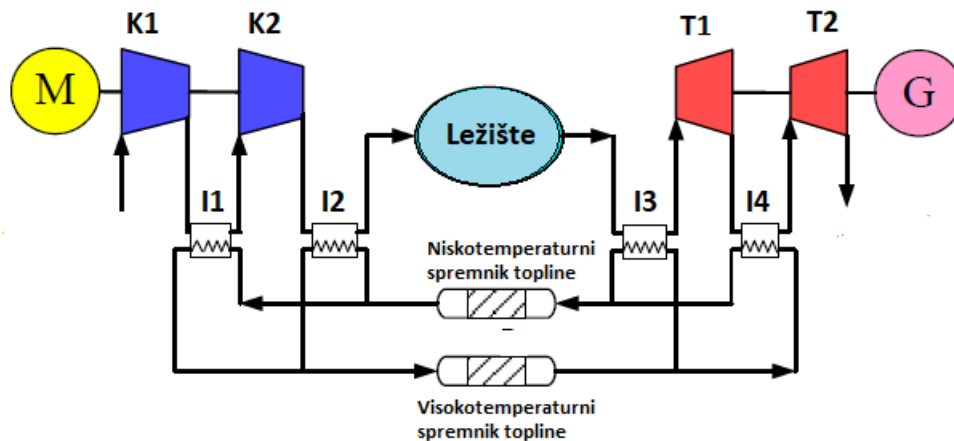 K1
K2
T1
T2
M
G
Ležište
I1
I2
I3
I4
Niskotemperaturni
spremnik topline
Visokotemperaturni
spremnik topline